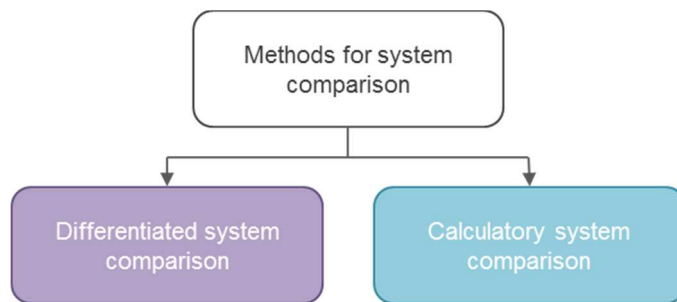 Methods for system
comparison
Differentiated system
comparison
Calculatory system
comparison